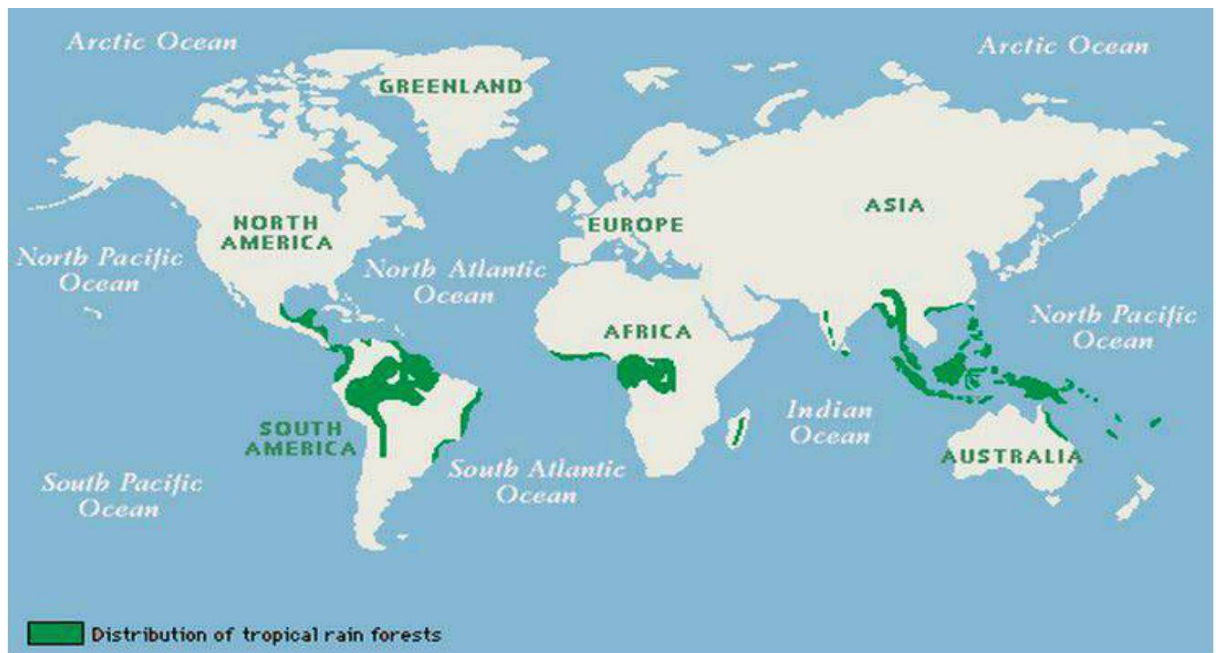 Arctic Ocean
Arctic Ocean
GREENLAND
NORTH
AMERICA
EUROPE
ASIA
North Pacific
Ocean
North Atlantic
Ocean
AFRICA
North Pacific
Ocean
Indian
Ocean
SOUTH
AMERICA
AUSTRALIA
South Pacific
Ocean
South Atlantic
Ocean
Distribution of tropical rain forests